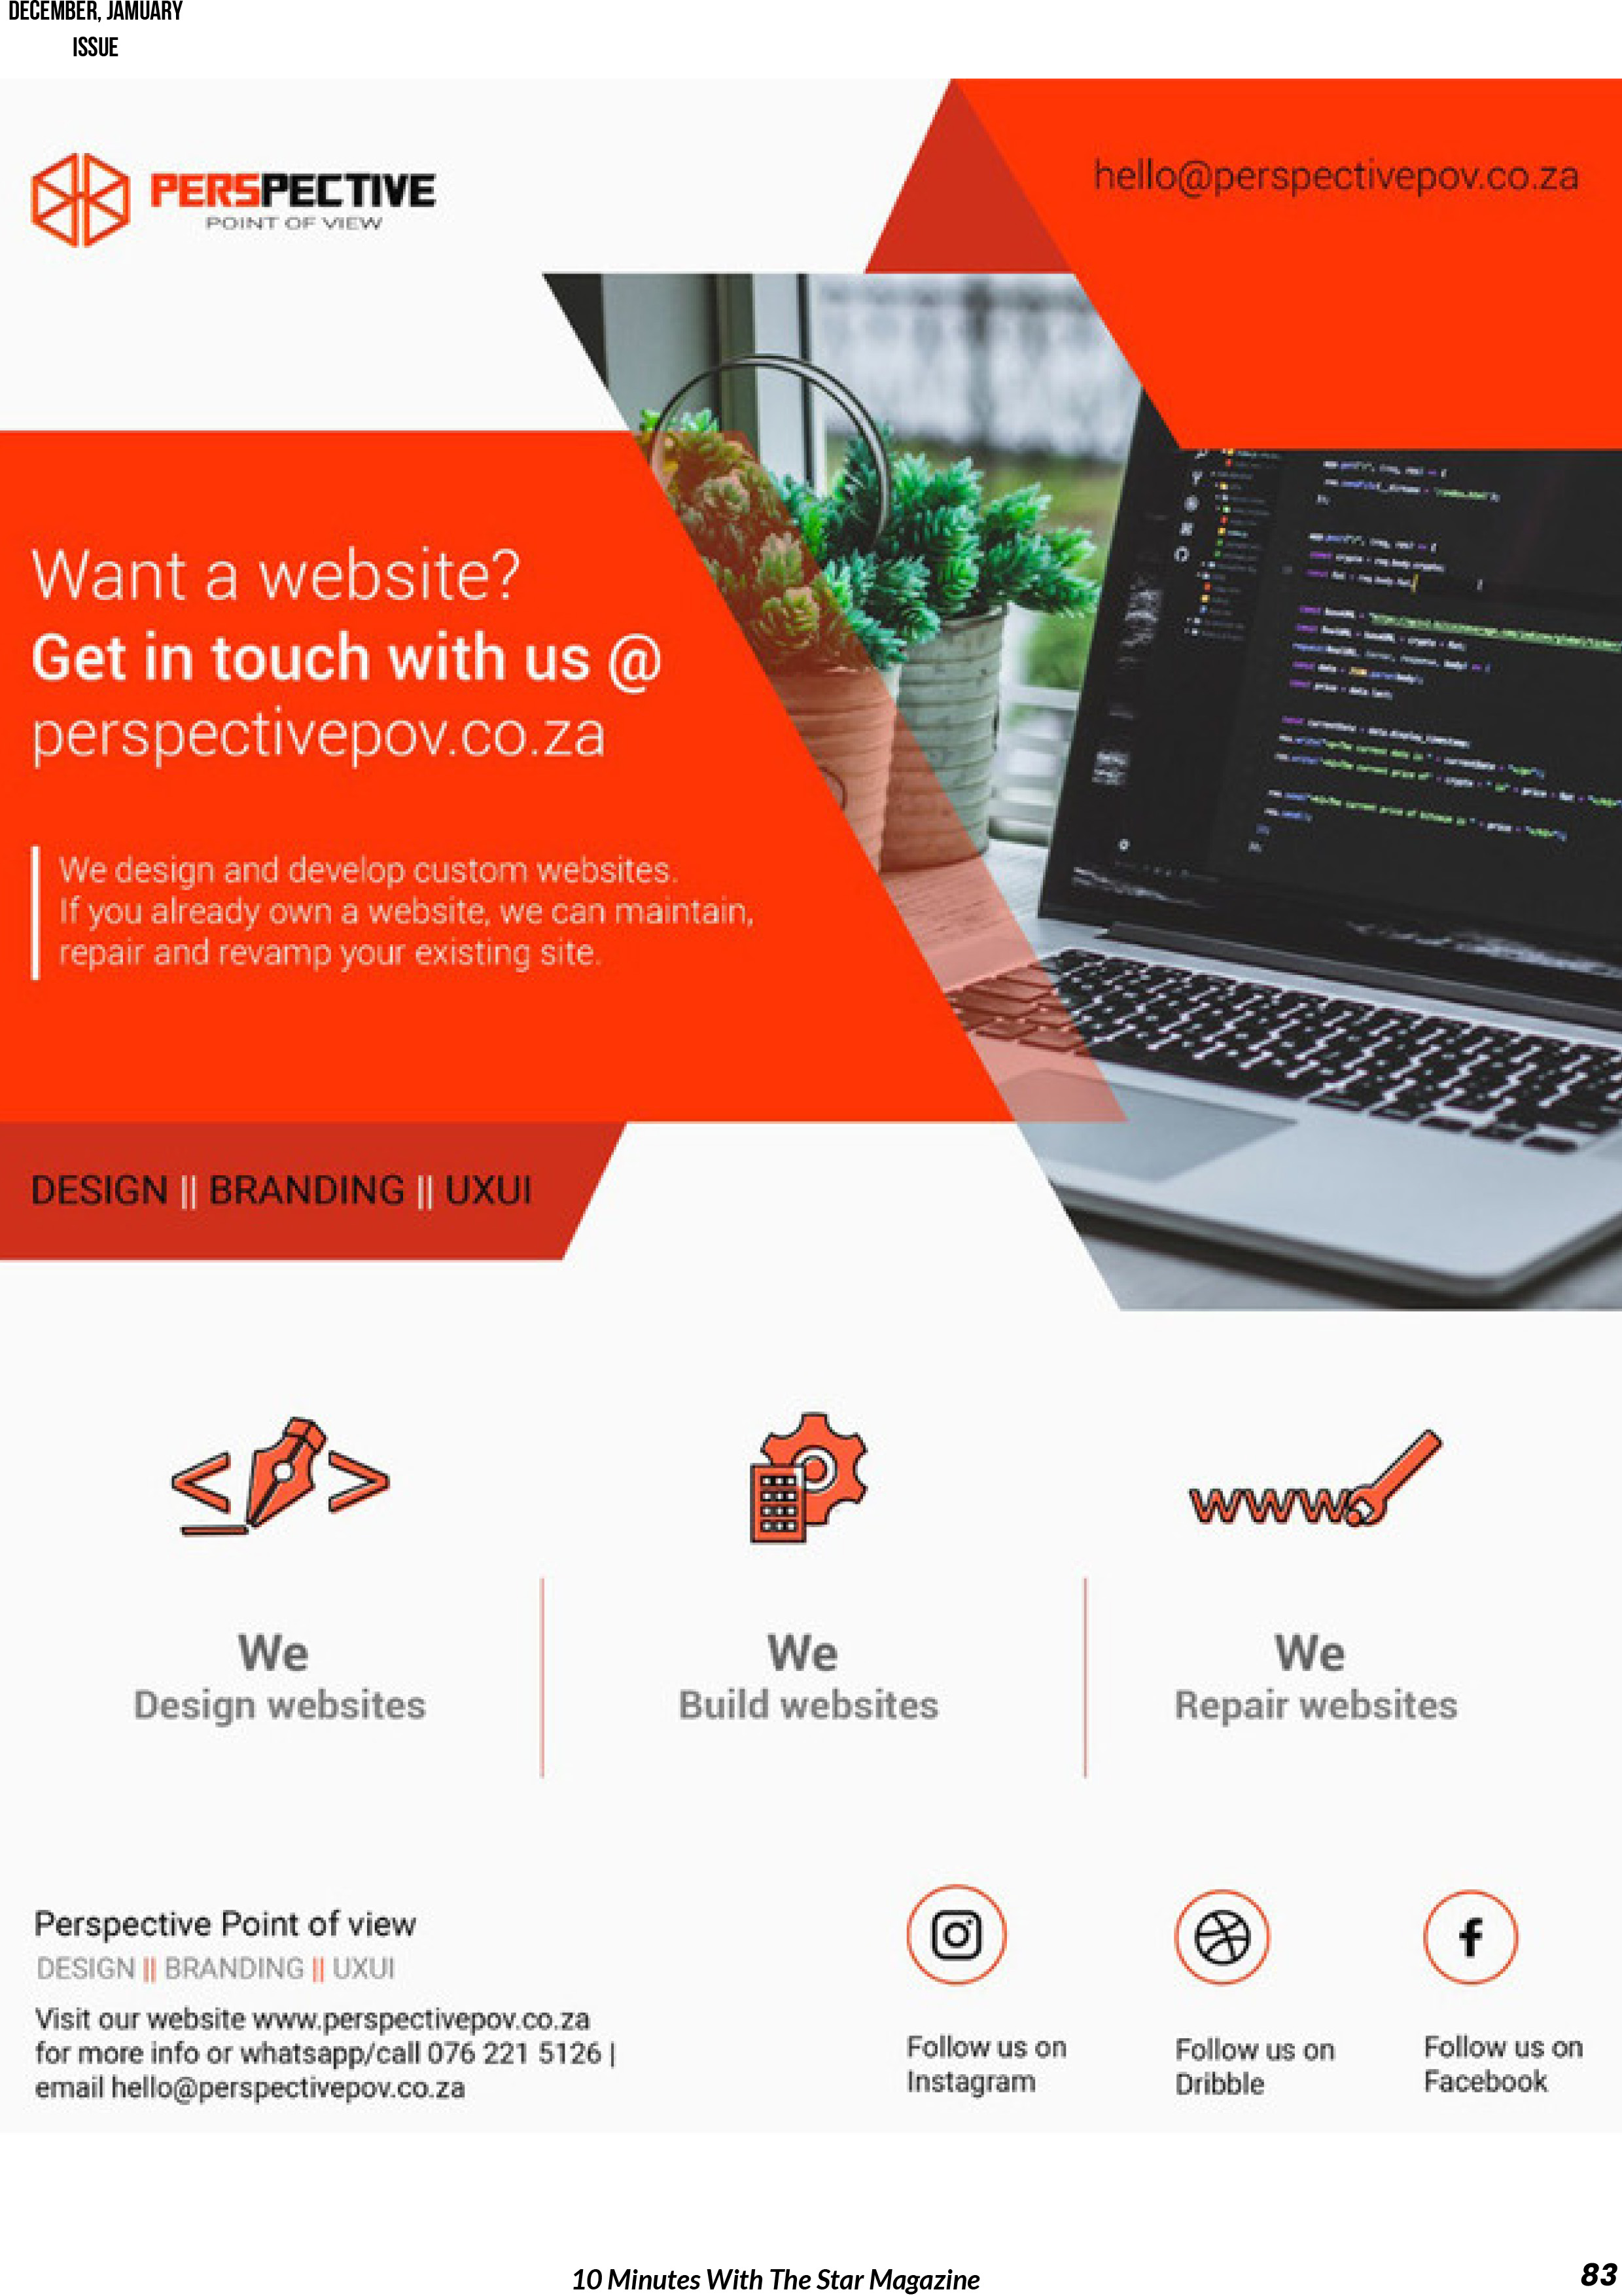 DECEMBER, JAMUARY
ISSUE
PERSPECTIVE
POINT OF VIEW
hello@perspectivepov.co.za
Want a website?
Get in touch with us @
perspectivepov.co.za
We design and develop custom websites.
If you already own a website, we can maintain,
repair and revamp your existing site.
DESIGN || BRANDING || UXUI
www
We
Design websites
We
Build websites
We
Repair websites
Perspective Point of view
DESIGN || BRANDING || UXUI
Visit our website www.perspectivepov.co.za
for more info or whatsapp/call 076 221 5126 |
email hello@perspectivepov.co.za
Follow us on
Instagram
Follow us on
Dribble
Follow us on
Facebook
10 Minutes With The Star Magazine
83